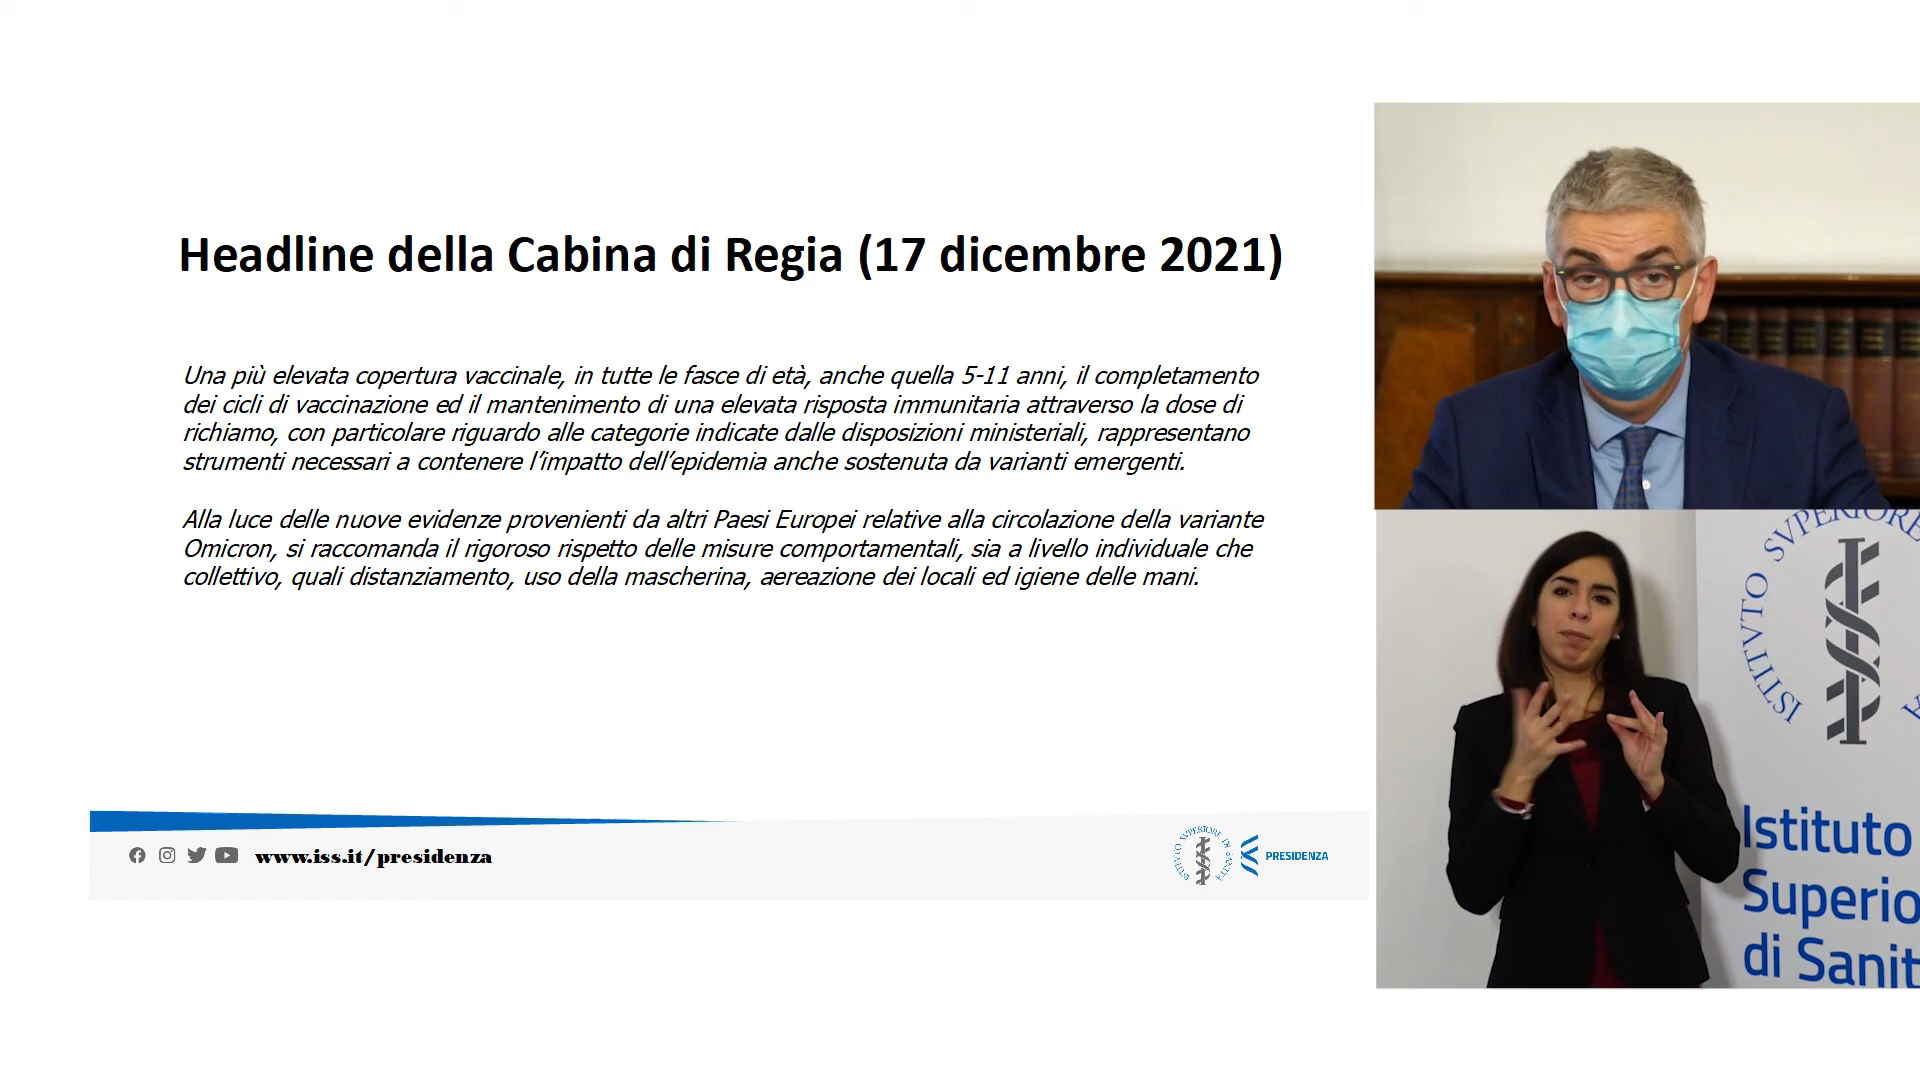 Headline della Cabina di Regia (17 dicembre 2021)
Una più elevata copertura vaccinale, in tutte le fasce di età, anche quella 5-11 anni, il completamento
dei cicli di vaccinazione ed il mantenimento di una elevata risposta immunitaria attraverso la dose di
richiamo, con particolare riguardo alle categorie indicate dalle disposizioni ministeriali, rappresentano
strumenti necessari a contenere l’impatto dell’epidemia anche sostenuta da varianti emergenti.
Alla luce delle nuove evidenze provenienti da altri Paesi Europei relative alla circolazione della variante
Omicron, si raccomanda il rigoroso rispetto delle misure comportamentali, sia a livello individuale che
collettivo, quali distanziamento, uso della mascherina, aereazione dei locali ed igiene delle mani.
www.iss.it/presidenza
ISTITVTO SVPERIORE DI SANITÀ
PRESIDENZA
ISTITVTO SVPERIORE
Istituto
Superio
di Sanit